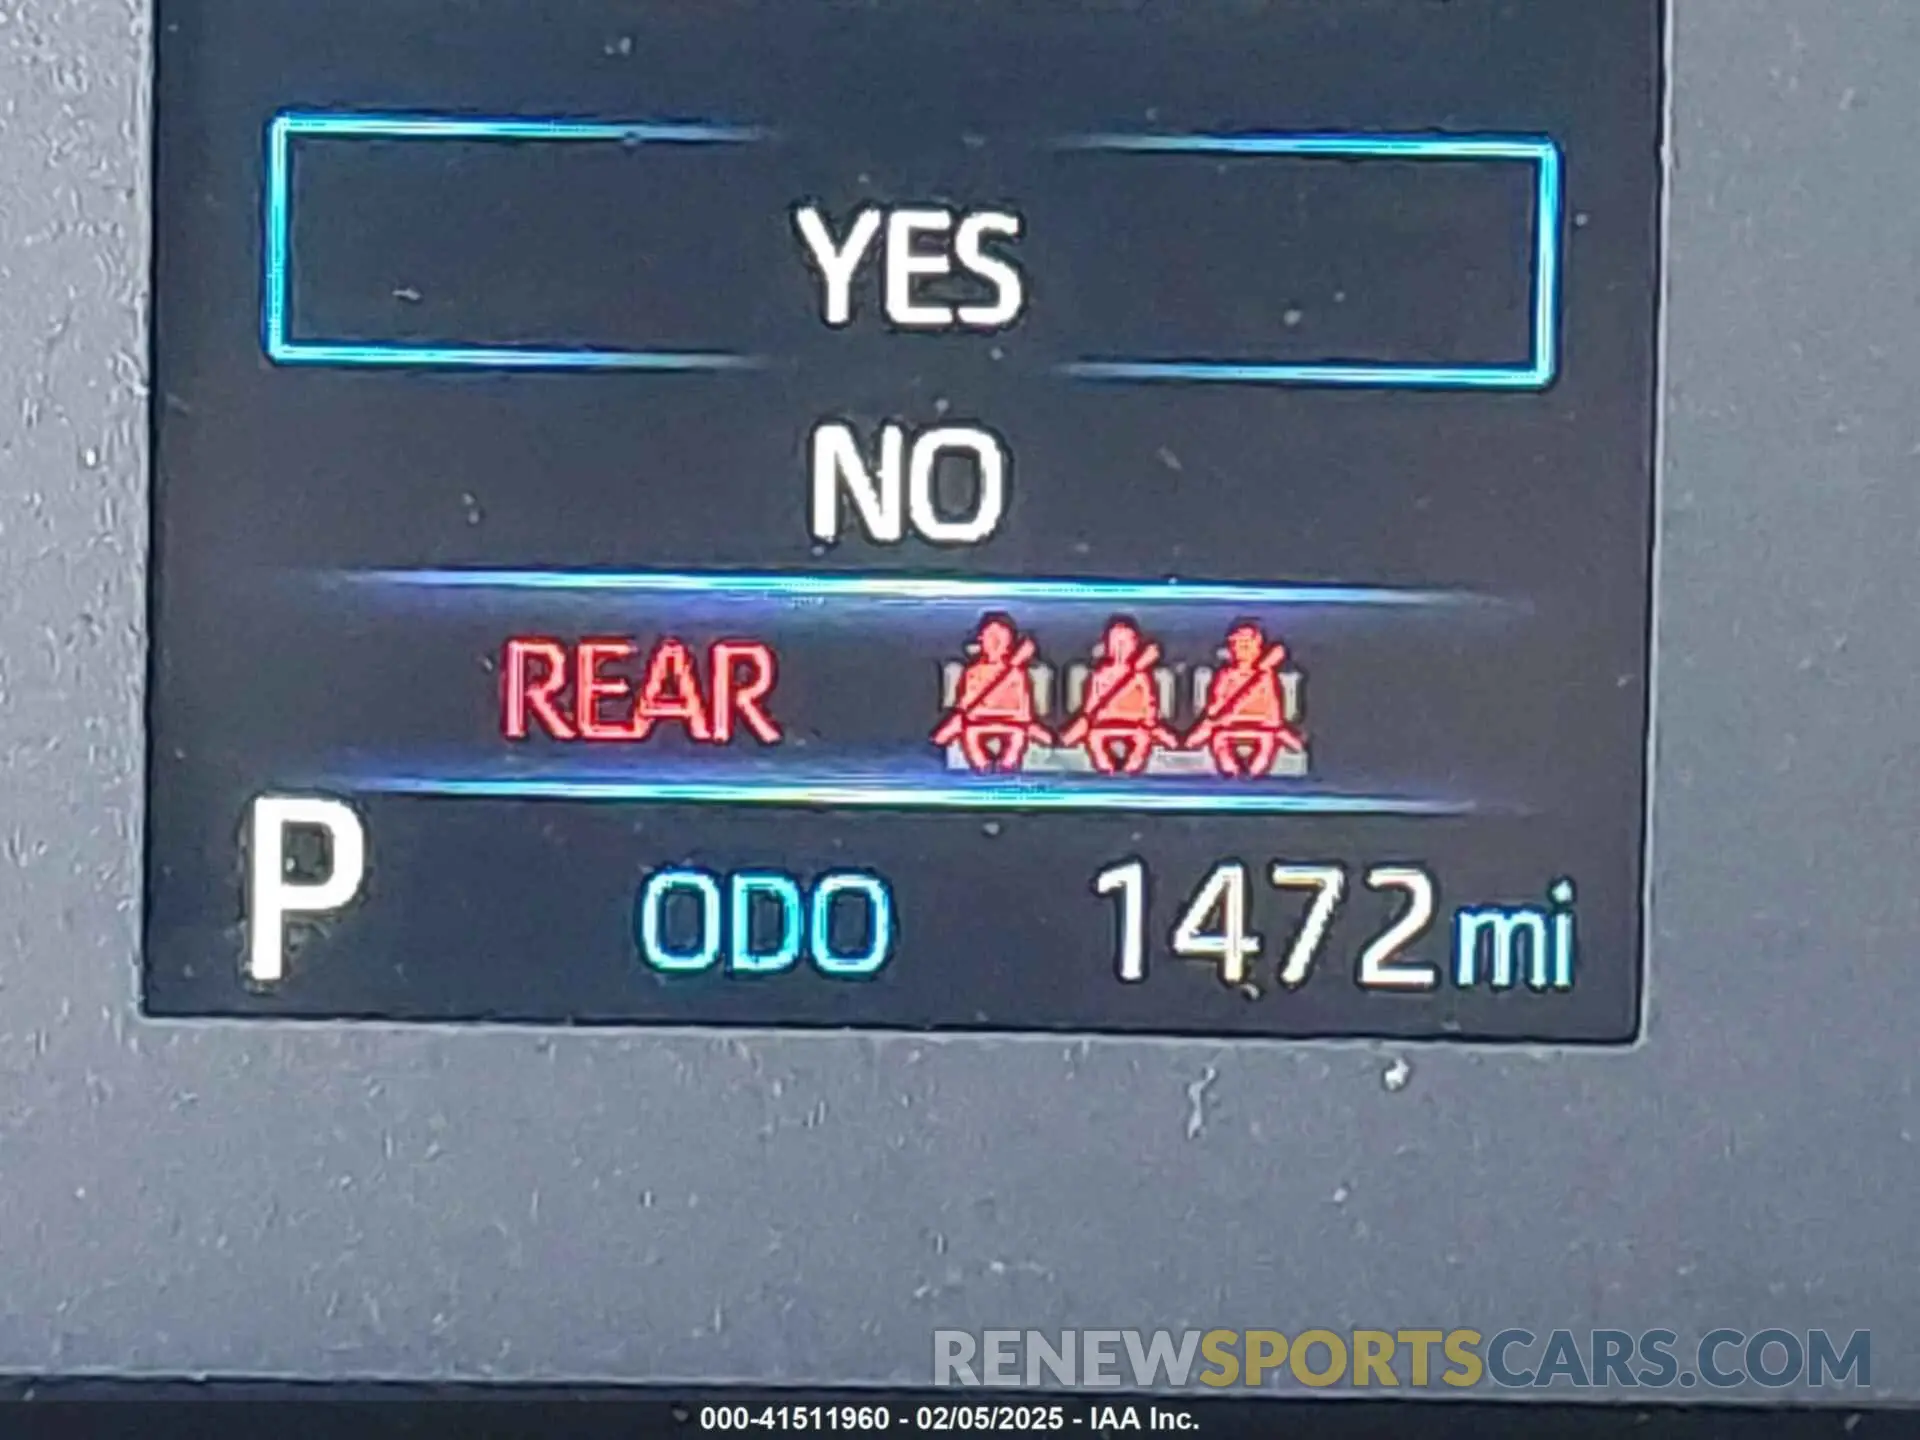 YES
NO
REAR
P ODO 1472mi
RENEWSPORTSCARS.COM
000-41511960 - 02/05/2025 - IAA Inc.